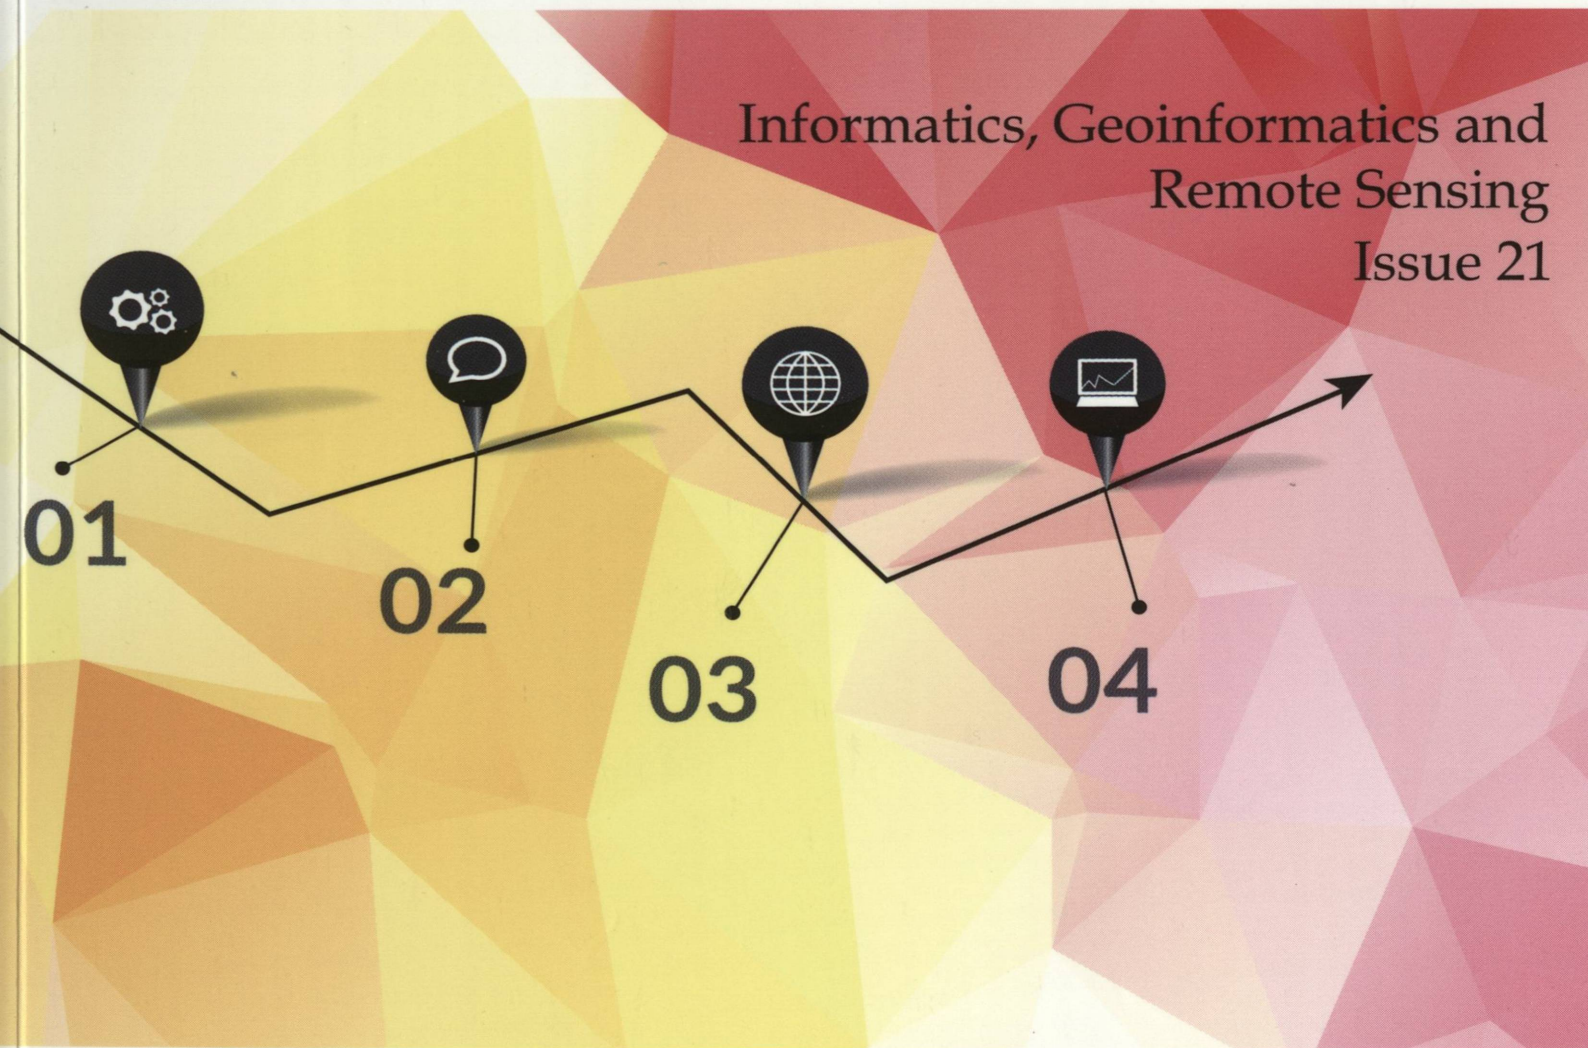 Informatics, Geoinformatics and
Remote Sensing
Issue 21
01
02
03
04